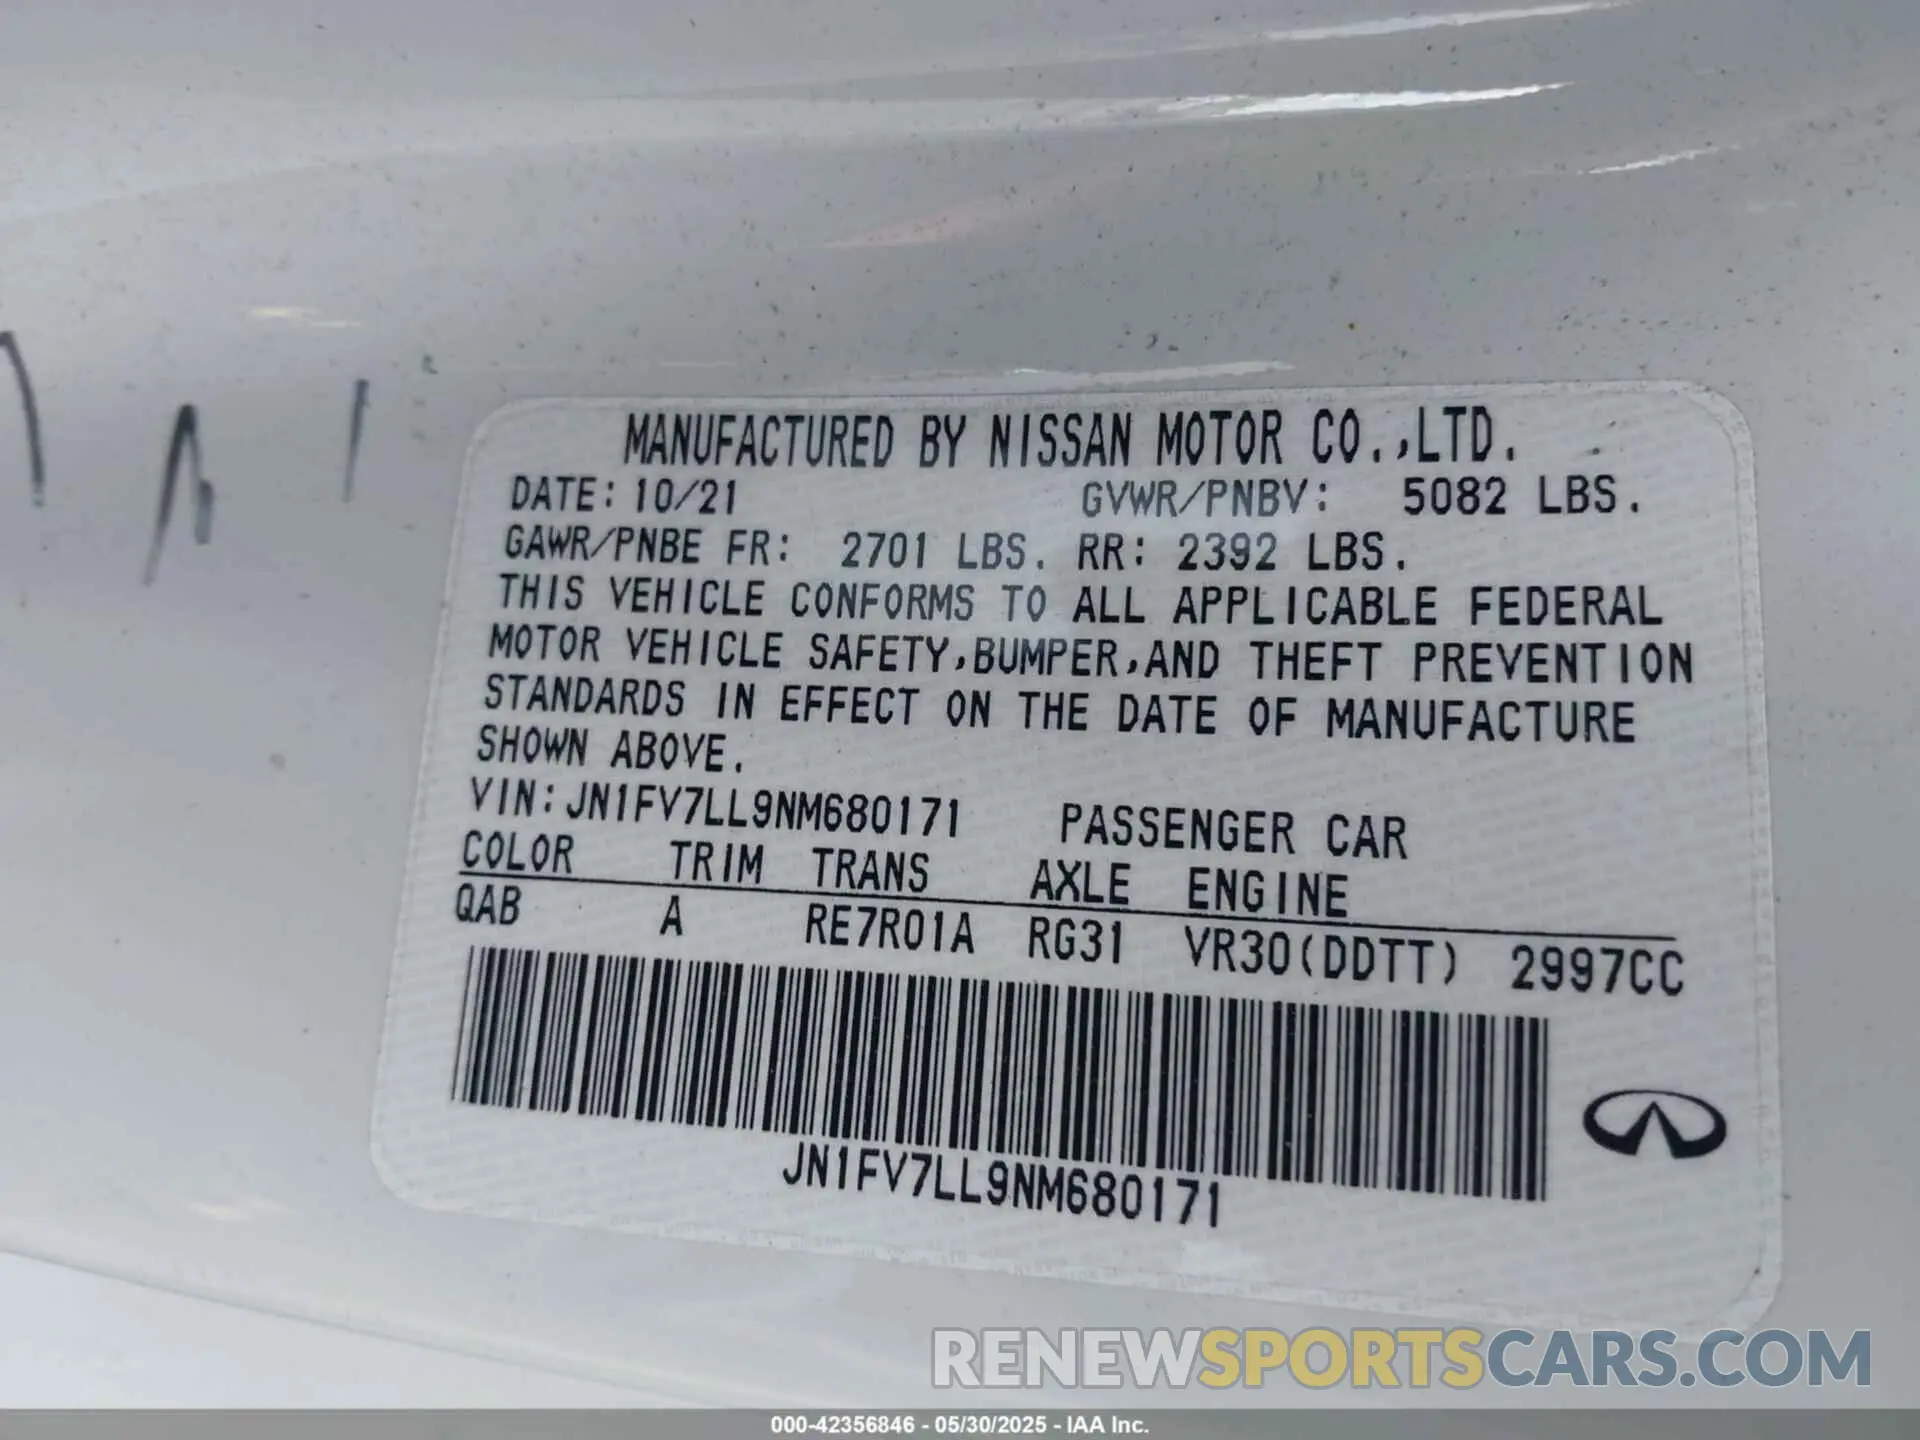 MANUFACTURED BY NISSAN MOTOR CO.,LTD.
DATE: 10/21 GVWR/PNBV: 5082 LBS.
GAWR/PNBE FR: 2701 LBS. RR: 2392 LBS.
THIS VEHICLE CONFORMS TO ALL APPLICABLE FEDERAL
MOTOR VEHICLE SAFETY,BUMPER,AND THEFT PREVENTION
STANDARDS IN EFFECT ON THE DATE OF MANUFACTURE
SHOWN ABOVE.
VIN:JN1FV7LL9NM680171 PASSENGER CAR
COLOR TRIM TRANS AXLE ENGINE
QAB A RE7R01A RG31 VR30(DDTT) 2997CC
JN1FV7LL9NM680171
RENEWSPORTSCARS.COM
000-42356846 - 05/30/2025 - IAA Inc.